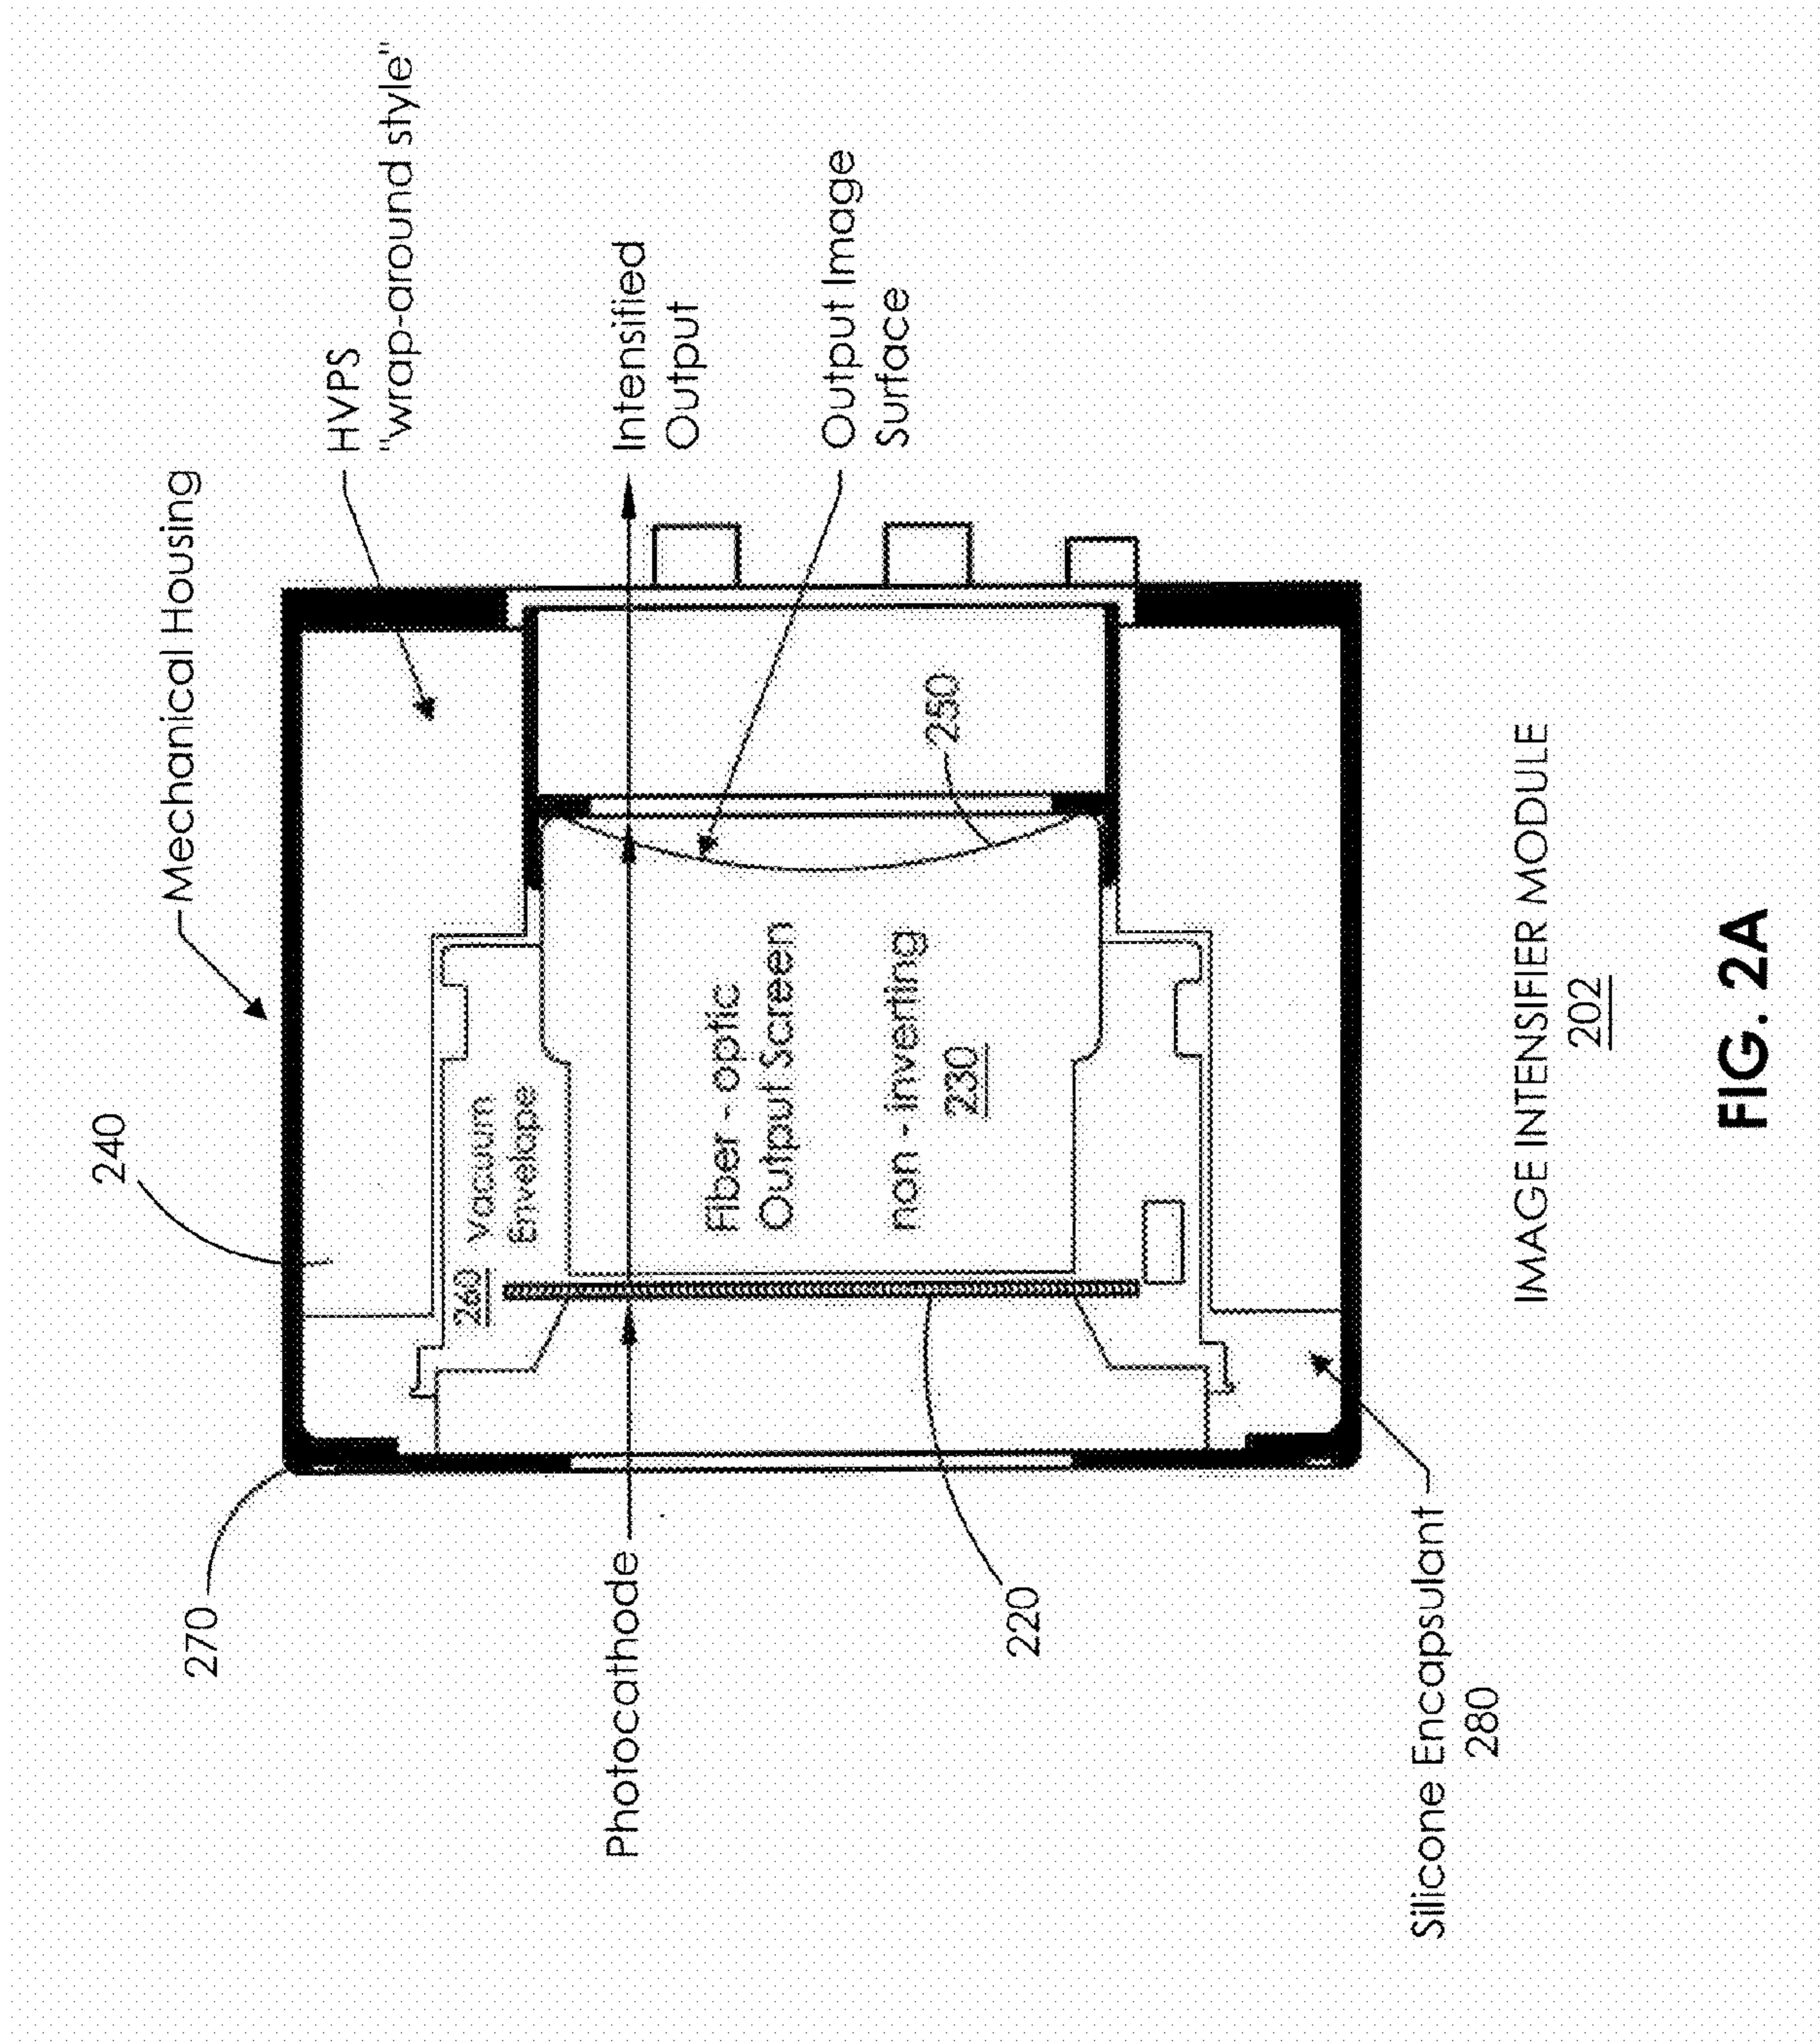 Mechanical Housing
HVPS
"wrap-around style"
240
270
260
Vacuum
Envelope
Photocathode
Intensified
Output
Fiber - optic
Output Screen
non - inverting
230
250
Output Image
Surface
220
Silicone Encapsulant
280
IMAGE INTENSIFIER MODULE
202
FIG. 2A